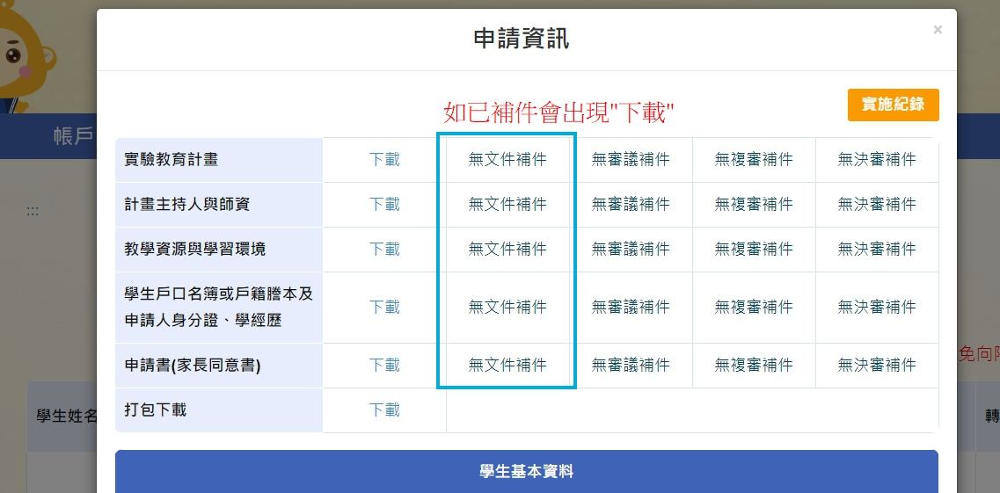 申請資訊
×
如已補件會出現"下載"
實施紀錄
帳戶
實驗教育計畫 下載 無文件補件 無審議補件 無複審補件 無決審補件
計畫主持人與師資 下載 無文件補件 無審議補件 無複審補件 無決審補件
:::
教學資源與學習環境 下載 無文件補件 無審議補件 無複審補件 無決審補件
學生戶口名簿或戶籍謄本及
申請人身分證、學經歷 下載 無文件補件 無審議補件 無複審補件 無決審補件
申請書(家長同意書) 下載 無文件補件 無審議補件 無複審補件 無決審補件
免向
打包下載 下載
學生姓名
轉
學生基本資料